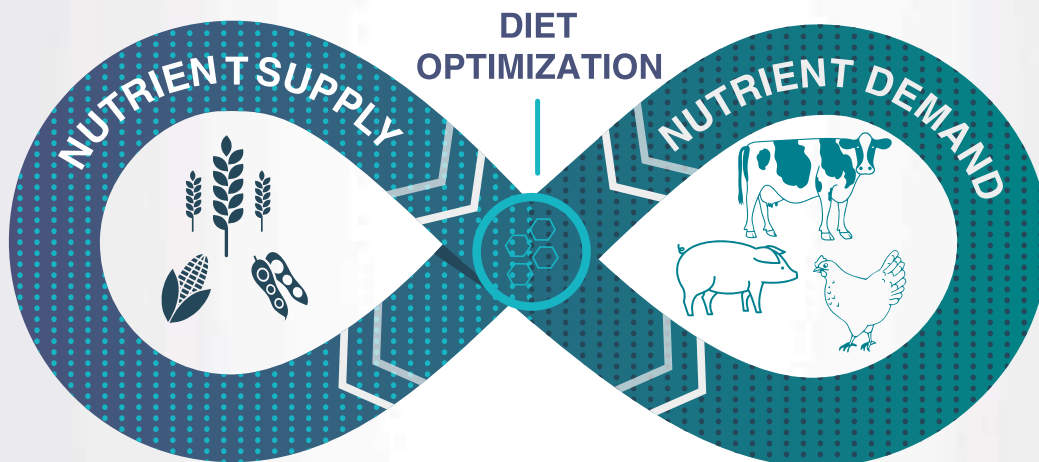 DIET
OPTIMIZATION
NUTRIENT SUPPLY
NUTRIENT DEMAND